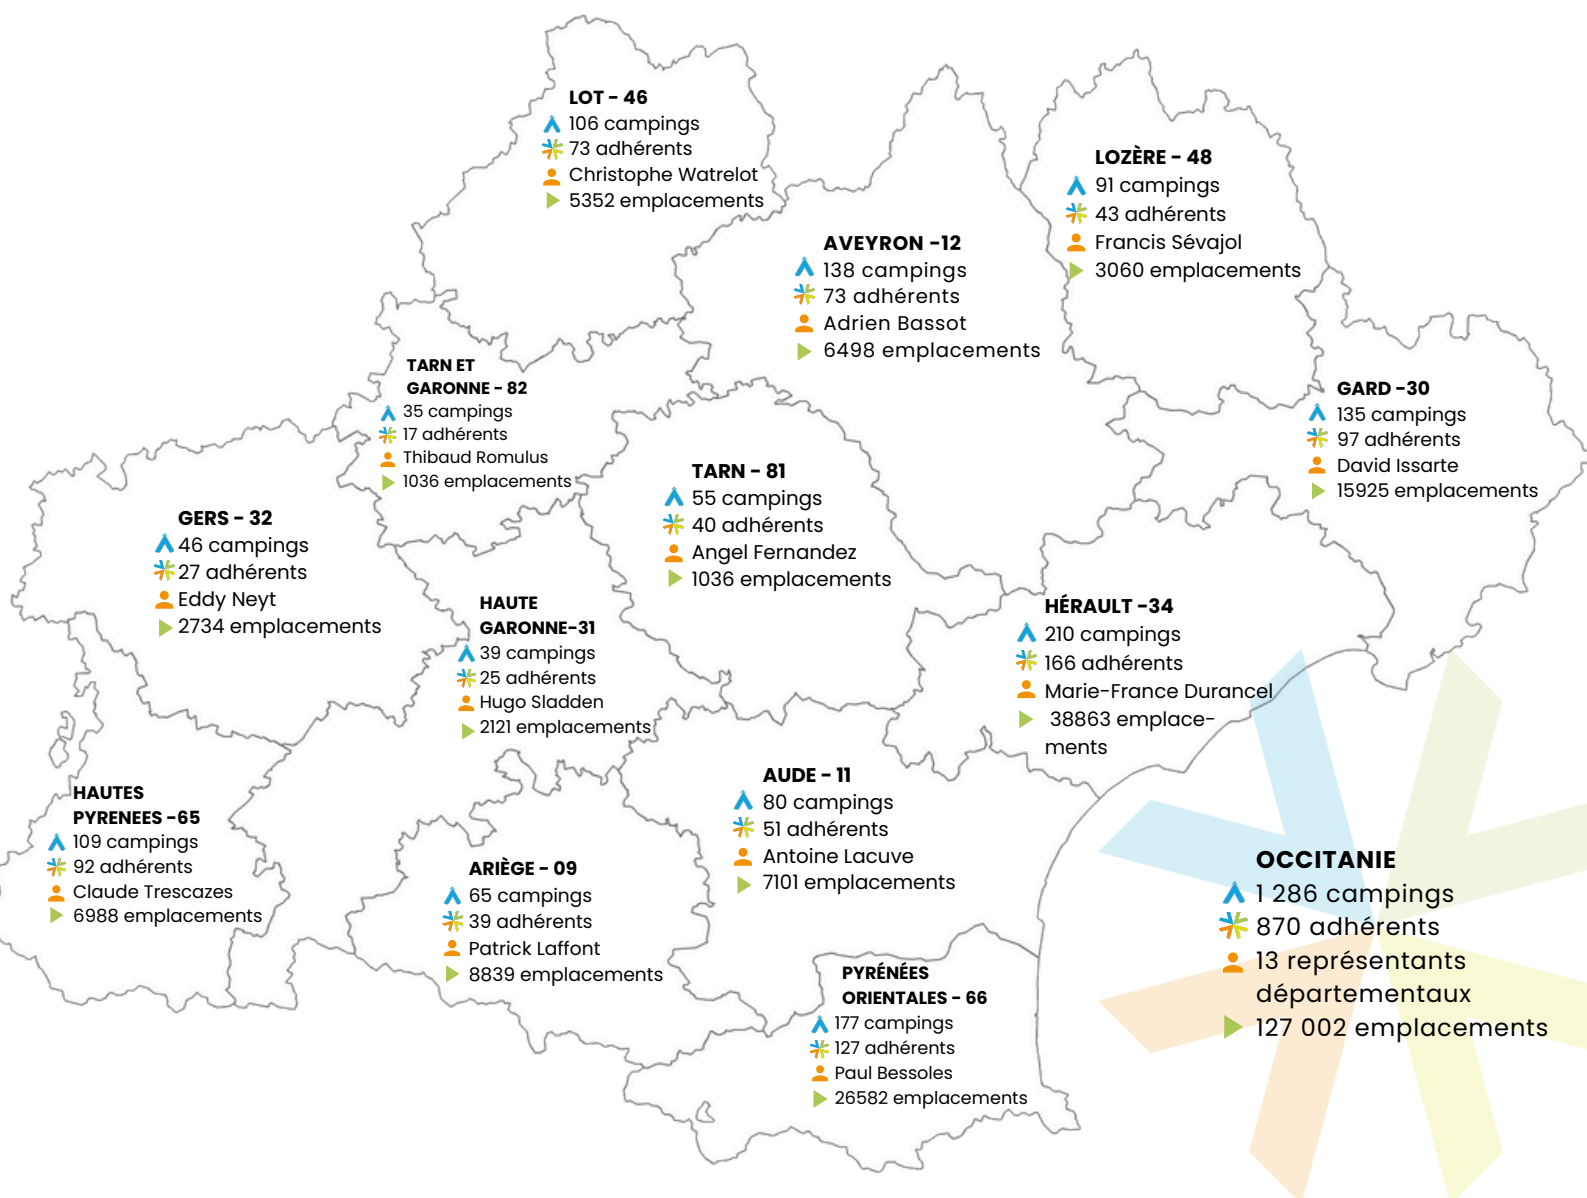 LOT - 46
106 campings
73 adhérents
Christophe Watrelot
5352 emplacements
LOZÈRE - 48
91 campings
43 adhérents
Francis Sévajol
3060 emplacements
AVEYRON -12
138 campings
73 adhérents
Adrien Bassot
6498 emplacements
TARN ET
GARONNE - 82
35 campings
17 adhérents
Thibaud Romulus
1036 emplacements
GARD -30
135 campings
97 adhérents
David Issarte
15925 emplacements
TARN - 81
55 campings
40 adhérents
Angel Fernandez
1036 emplacements
GERS - 32
46 campings
27 adhérents
Eddy Neyt
2734 emplacements
HAUTE
GARONNE-31
39 campings
25 adhérents
Hugo Sladden
2121 emplacements
HÉRAULT -34
210 campings
166 adhérents
Marie-France Durancel
38863 emplace-
ments
HAUTES
PYRENEES -65
109 campings
92 adhérents
Claude Trescazes
6988 emplacements
AUDE - 11
80 campings
51 adhérents
Antoine Lacuve
7101 emplacements
ARIÈGE - 09
65 campings
39 adhérents
Patrick Laffont
8839 emplacements
PYRÉNÉES
ORIENTALES - 66
177 campings
127 adhérents
Paul Bessoles
26582 emplacements
OCCITANIE
1 286 campings
870 adhérents
13 représentants
départementaux
127 002 emplacements